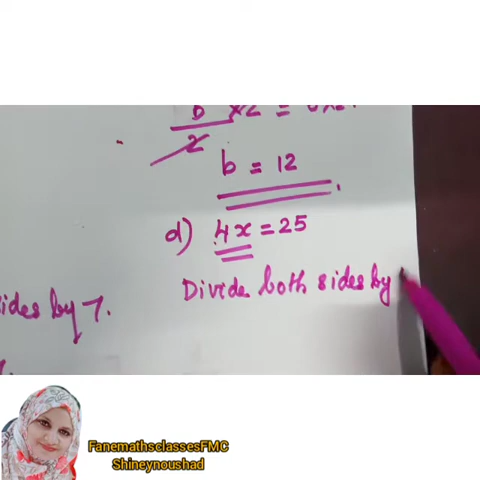 b = 12
d) 4x = 25
Divide both sides by
ides by 7.
FanemathsclassesFMC
Shineynoushad